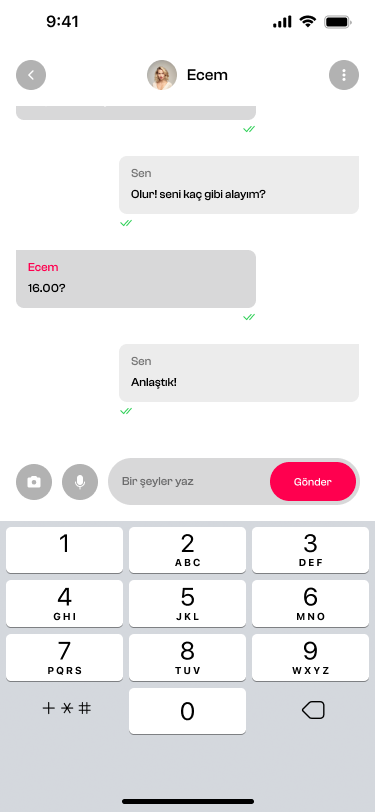 9:41
Ecem
Sen
Olur! seni kaç gibi alayım?
Ecem
16.00?
Sen
Anlaştık!
Bir şeyler yaz
Gönder
1
2
ABC
3
DEF
4
GHI
5
JKL
6
MNO
7
PQRS
8
TUV
9
WXYZ
+ * #
0